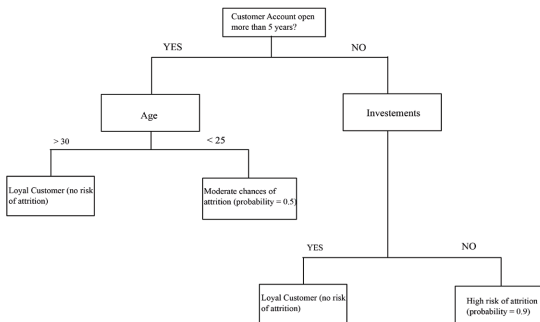 Customer Account open
more than 5 years?
YES
NO
Age
Investements
> 30
< 25
Loyal Customer (no risk
of attrition)
Moderate chances of
attrition (probability = 0.5)
YES
NO
Loyal Customer (no risk
of attrition)
High risk of attrition
(probability = 0.9)